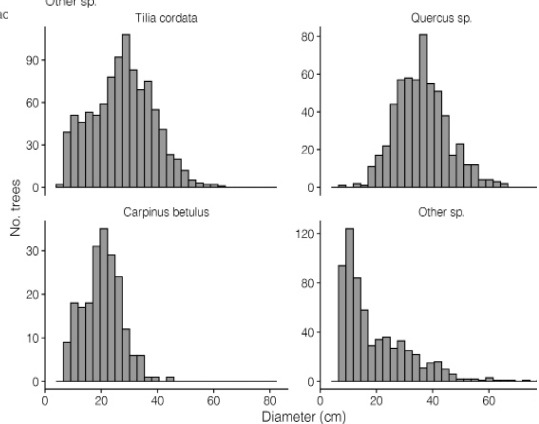 Other sp.
ac
Tilia cordata
Quercus sp.
90
60
30
0
80
60
40
20
0
No. trees
Carpinus betulus
Other sp.
30
20
10
0
120
80
40
0
0 20 40 60 80
0 20 40 60
Diameter (cm)